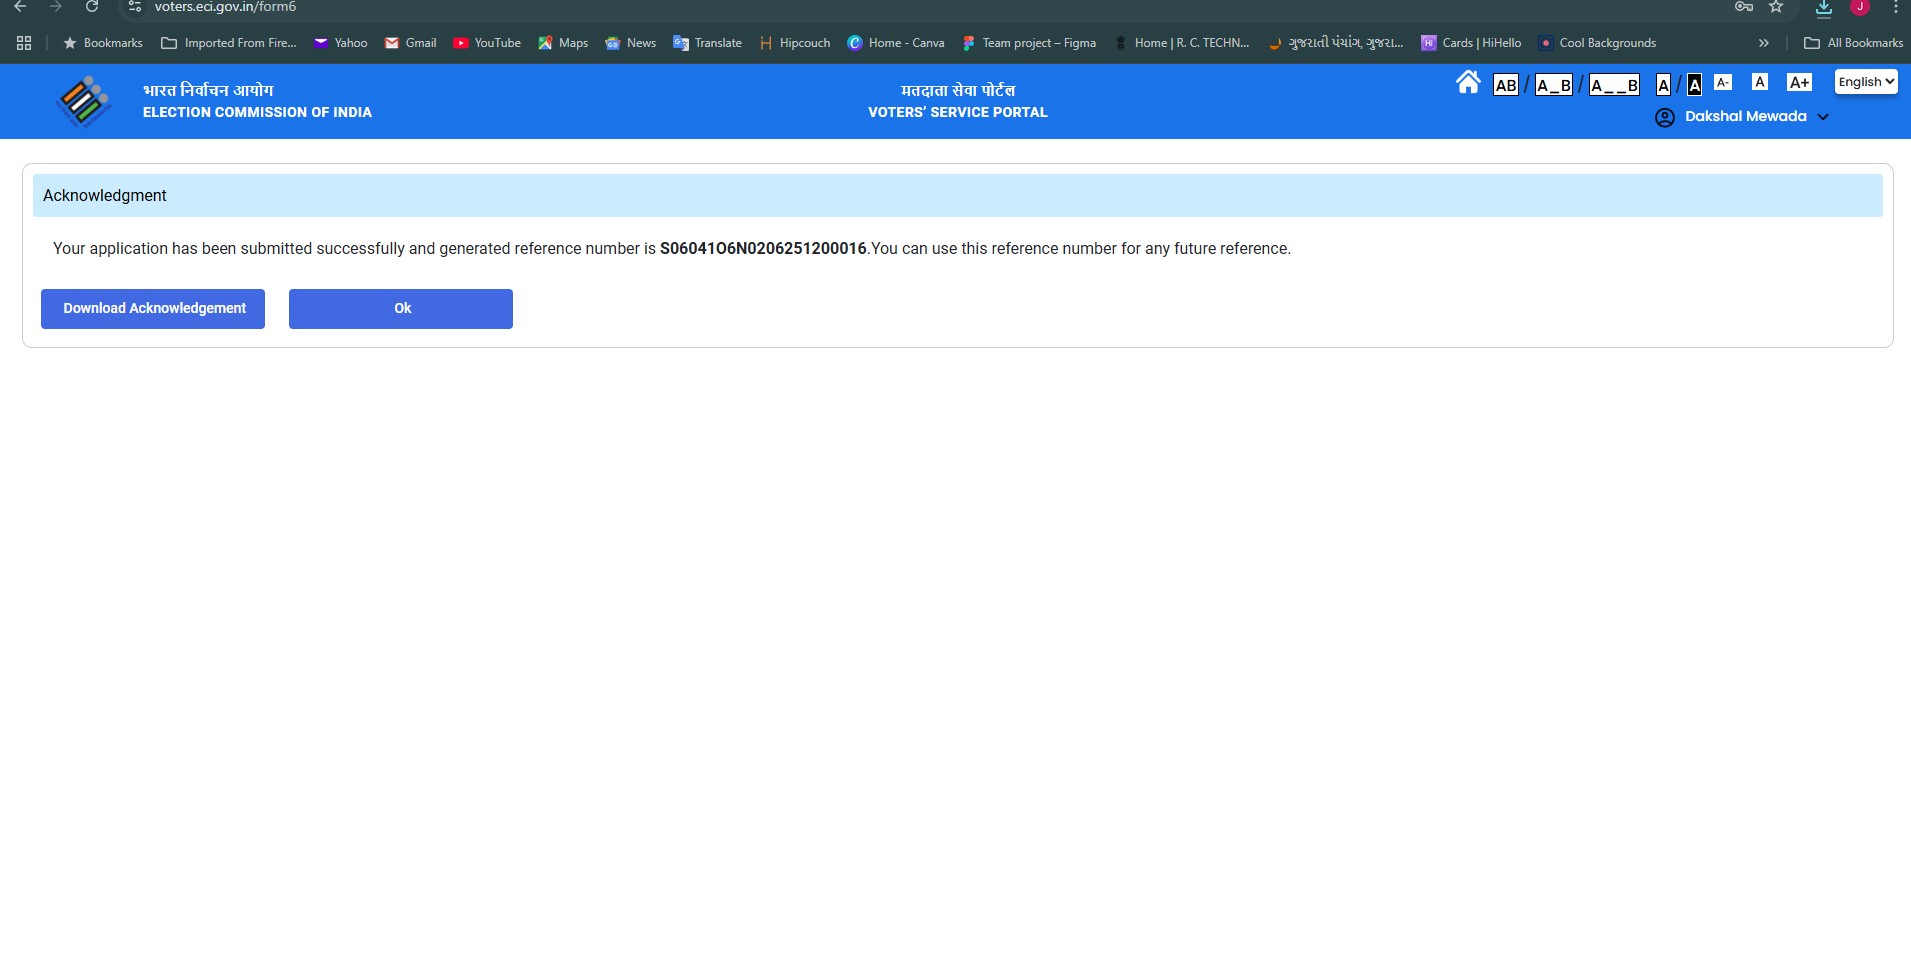 voters.eci.gov.in/form6
J
Bookmarks Imported From Fire... Yahoo Gmail YouTube Maps News Translate Hipcouch Home - Canva Team project – Figma Home | R. C. TECHN... ગુજરાતી પંચાંગ, ગુજરા... Cards | HiHello Cool Backgrounds » All Bookmarks
भारत निर्वाचन आयोग
ELECTION COMMISSION OF INDIA
मतदाता सेवा पोर्टल
VOTERS’ SERVICE PORTAL
AB / A_B / A__B A / A A- A A+ English
Dakshal Mewada
Acknowledgment
Your application has been submitted successfully and generated reference number is S06041O6N0206251200016.You can use this reference number for any future reference.
Download Acknowledgement Ok